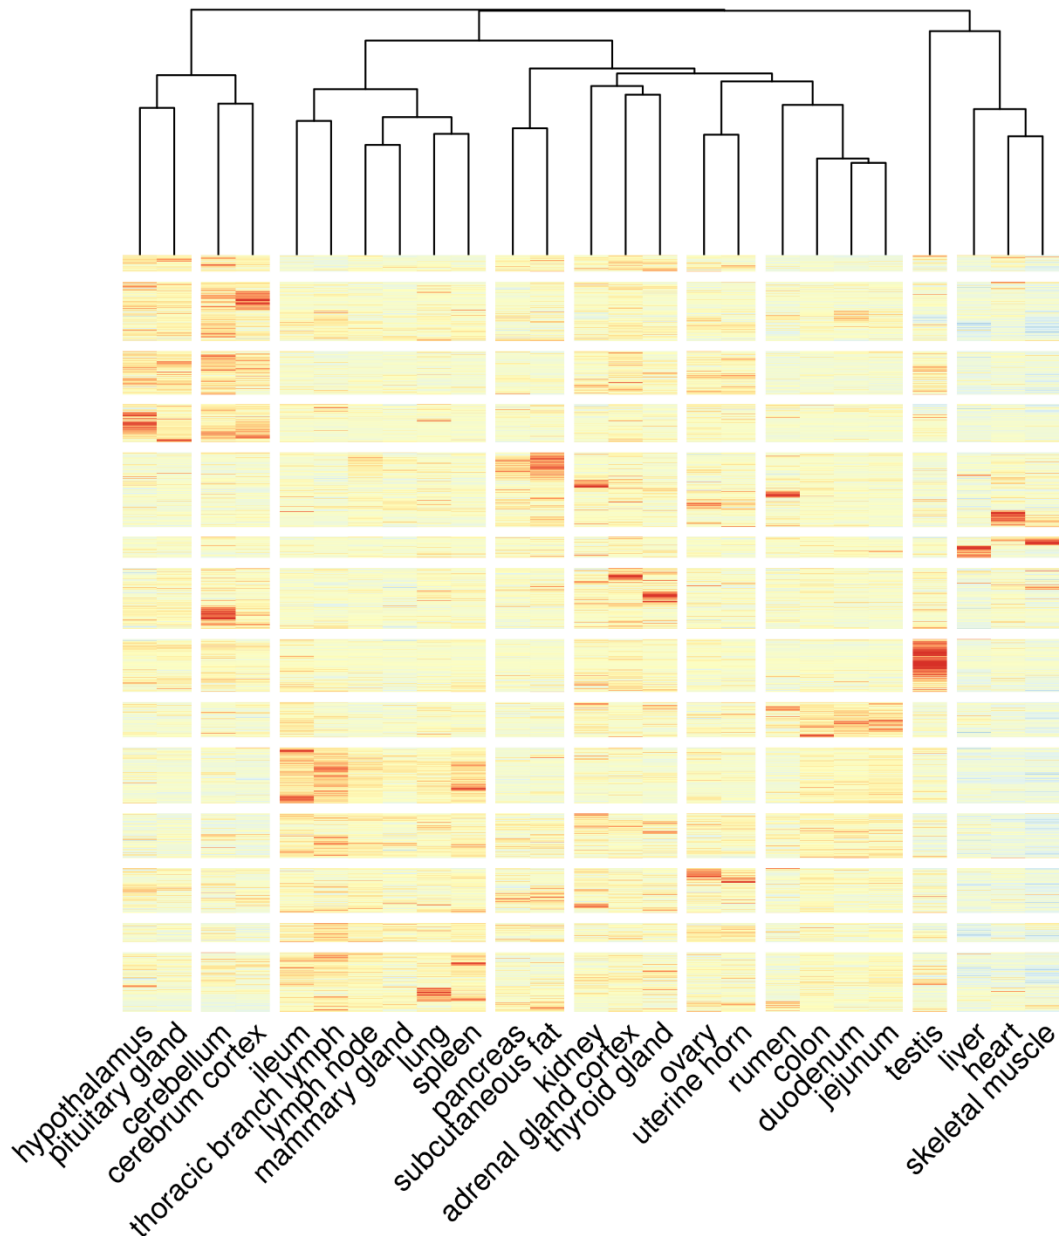 hypothalamus
pituitary gland
cerebellum
cerebrum cortex
ileum
thoracic branch lymph
lymph node
mammary gland
lung
spleen
pancreas
subcutaneous fat
kidney
adrenal gland cortex
thyroid gland
ovary
uterine horn
rumen
colon
duodenum
jejunum
testis
liver
heart
skeletal muscle